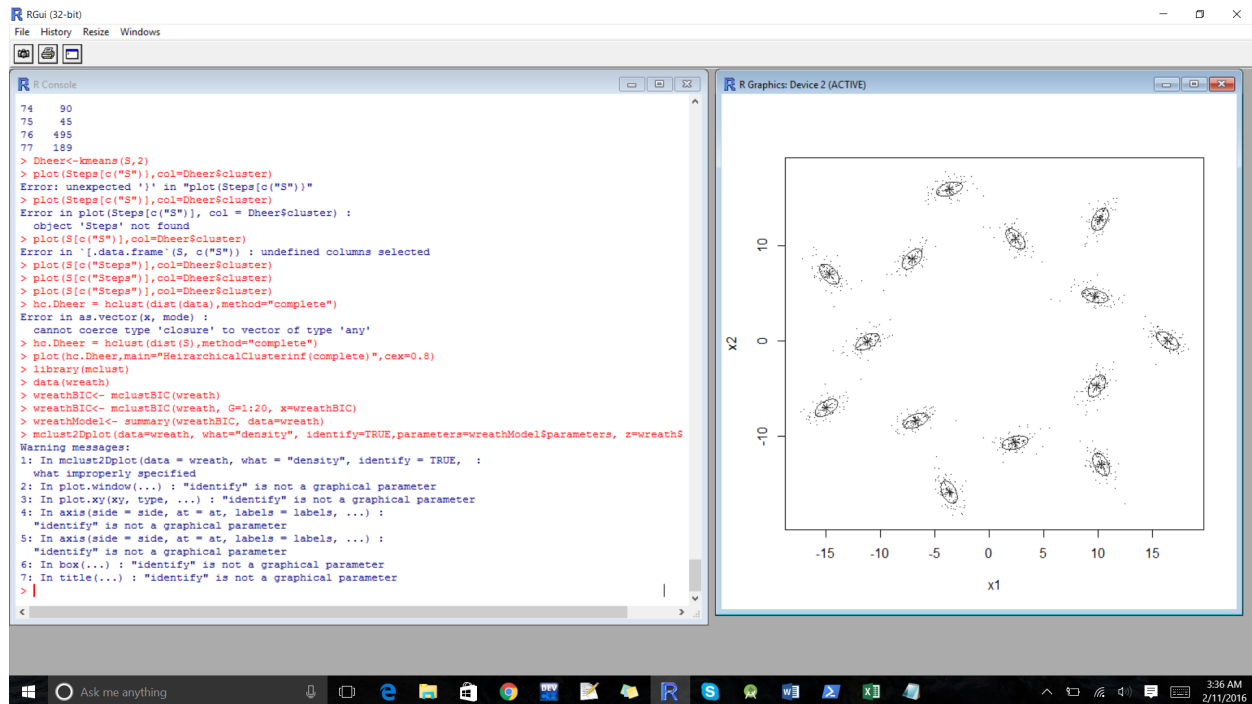 RGui (32-bit)
File History Resize Windows
R Console
74 90
75 45
76 495
77 189
> Dheer<-kmeans(S,2)
> plot(Steps[c("S")},col=Dheer$cluster)
Error: unexpected '}' in "plot(Steps[c("S")}"
> plot(Steps[c("S")],col=Dheer$cluster)
Error in plot(Steps[c("S")], col = Dheer$cluster) :
object 'Steps' not found
> plot(S[c("S")],col=Dheer$cluster)
Error in `[.data.frame`(S, c("S")) : undefined columns selected
> plot(S[c("Steps")],col=Dheer$cluster)
> plot(S[c("Steps")],col=Dheer$cluster)
> plot(S[c("Steps")],col=Dheer$cluster)
> hc.Dheer = hclust(dist(data),method="complete")
Error in as.vector(x, mode) :
cannot coerce type 'closure' to vector of type 'any'
> hc.Dheer = hclust(dist(S),method="complete")
> plot(hc.Dheer,main="HeirarchicalClusterinf(complete)",cex=0.8)
> library(mclust)
> data(wreath)
> wreathBIC<- mclustBIC(wreath)
> wreathBIC<- mclustBIC(wreath, G=1:20, x=wreathBIC)
> wreathModel<- summary(wreathBIC, data=wreath)
> mclust2Dplot(data=wreath, what="density", identify=TRUE,parameters=wreathModel$parameters, z=wreath$
Warning messages:
1: In mclust2Dplot(data = wreath, what = "density", identify = TRUE, :
what improperly specified
2: In plot.window(...) : "identify" is not a graphical parameter
3: In plot.xy(xy, type, ...) : "identify" is not a graphical parameter
4: In axis(side = side, at = at, labels = labels, ...) :
"identify" is not a graphical parameter
5: In axis(side = side, at = at, labels = labels, ...) :
"identify" is not a graphical parameter
6: In box(...) : "identify" is not a graphical parameter
7: In title(...) : "identify" is not a graphical parameter
>
R Graphics: Device 2 (ACTIVE)
10
0
-10
x2
-15 -10 -5 0 5 10 15
x1
Ask me anything
DEV
3:36 AM
2/11/2016